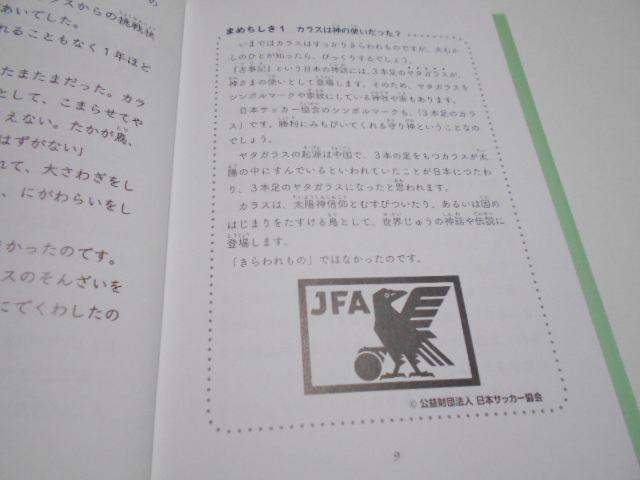 の
スからの挑戦状
あいでした。
れることもなく1年ほど
たまたまだった。カラ
として、こまらせてや
えない。たかが鳥、
はずがない」
れて、大さわぎをし
、にがわらいをし
かったのです。
スのそんざいを
にでくわしたの
まめちしき1 カラスは神の使いだった?
いまではカラスはすっかりきらわれものですが、大むか
しのひとが知ったら、びっくりするでしょう。
『古事記』という日本の神話には、3本足のヤタガラスが、
神さまの使いとして登場します。そのため、ヤタガラスを
シンボルマークや家紋にしている神社や家もあります。
日本サッカー協会のシンボルマークも、「3本足のカラ
ス」です。勝利にみちびいてくれる守り神ということなの
でしょう。
ヤタガラスの起源は中国で、3本の足をもつカラスが太
陽の中にすんでいるといわれていたことが日本につたわ
り、3本足のヤタガラスになったと思われます。
カラスは、太陽神信仰とむすびついたり、あるいは国の
はじまりをたすける鳥として、世界じゅうの神話や伝説に
登場します。
「きらわれもの」ではなかったのです。
JFA
© 公益財団法人 日本サッカー協会
9